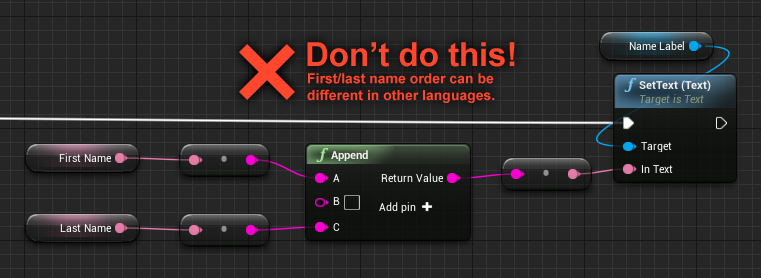 Don't do this!
First/last name order can be
different in other languages.
Name Label
f SetText (Text)
Target is Text
First Name
f Append
Target
A
Return Value
In Text
B
Add pin +
Last Name
C